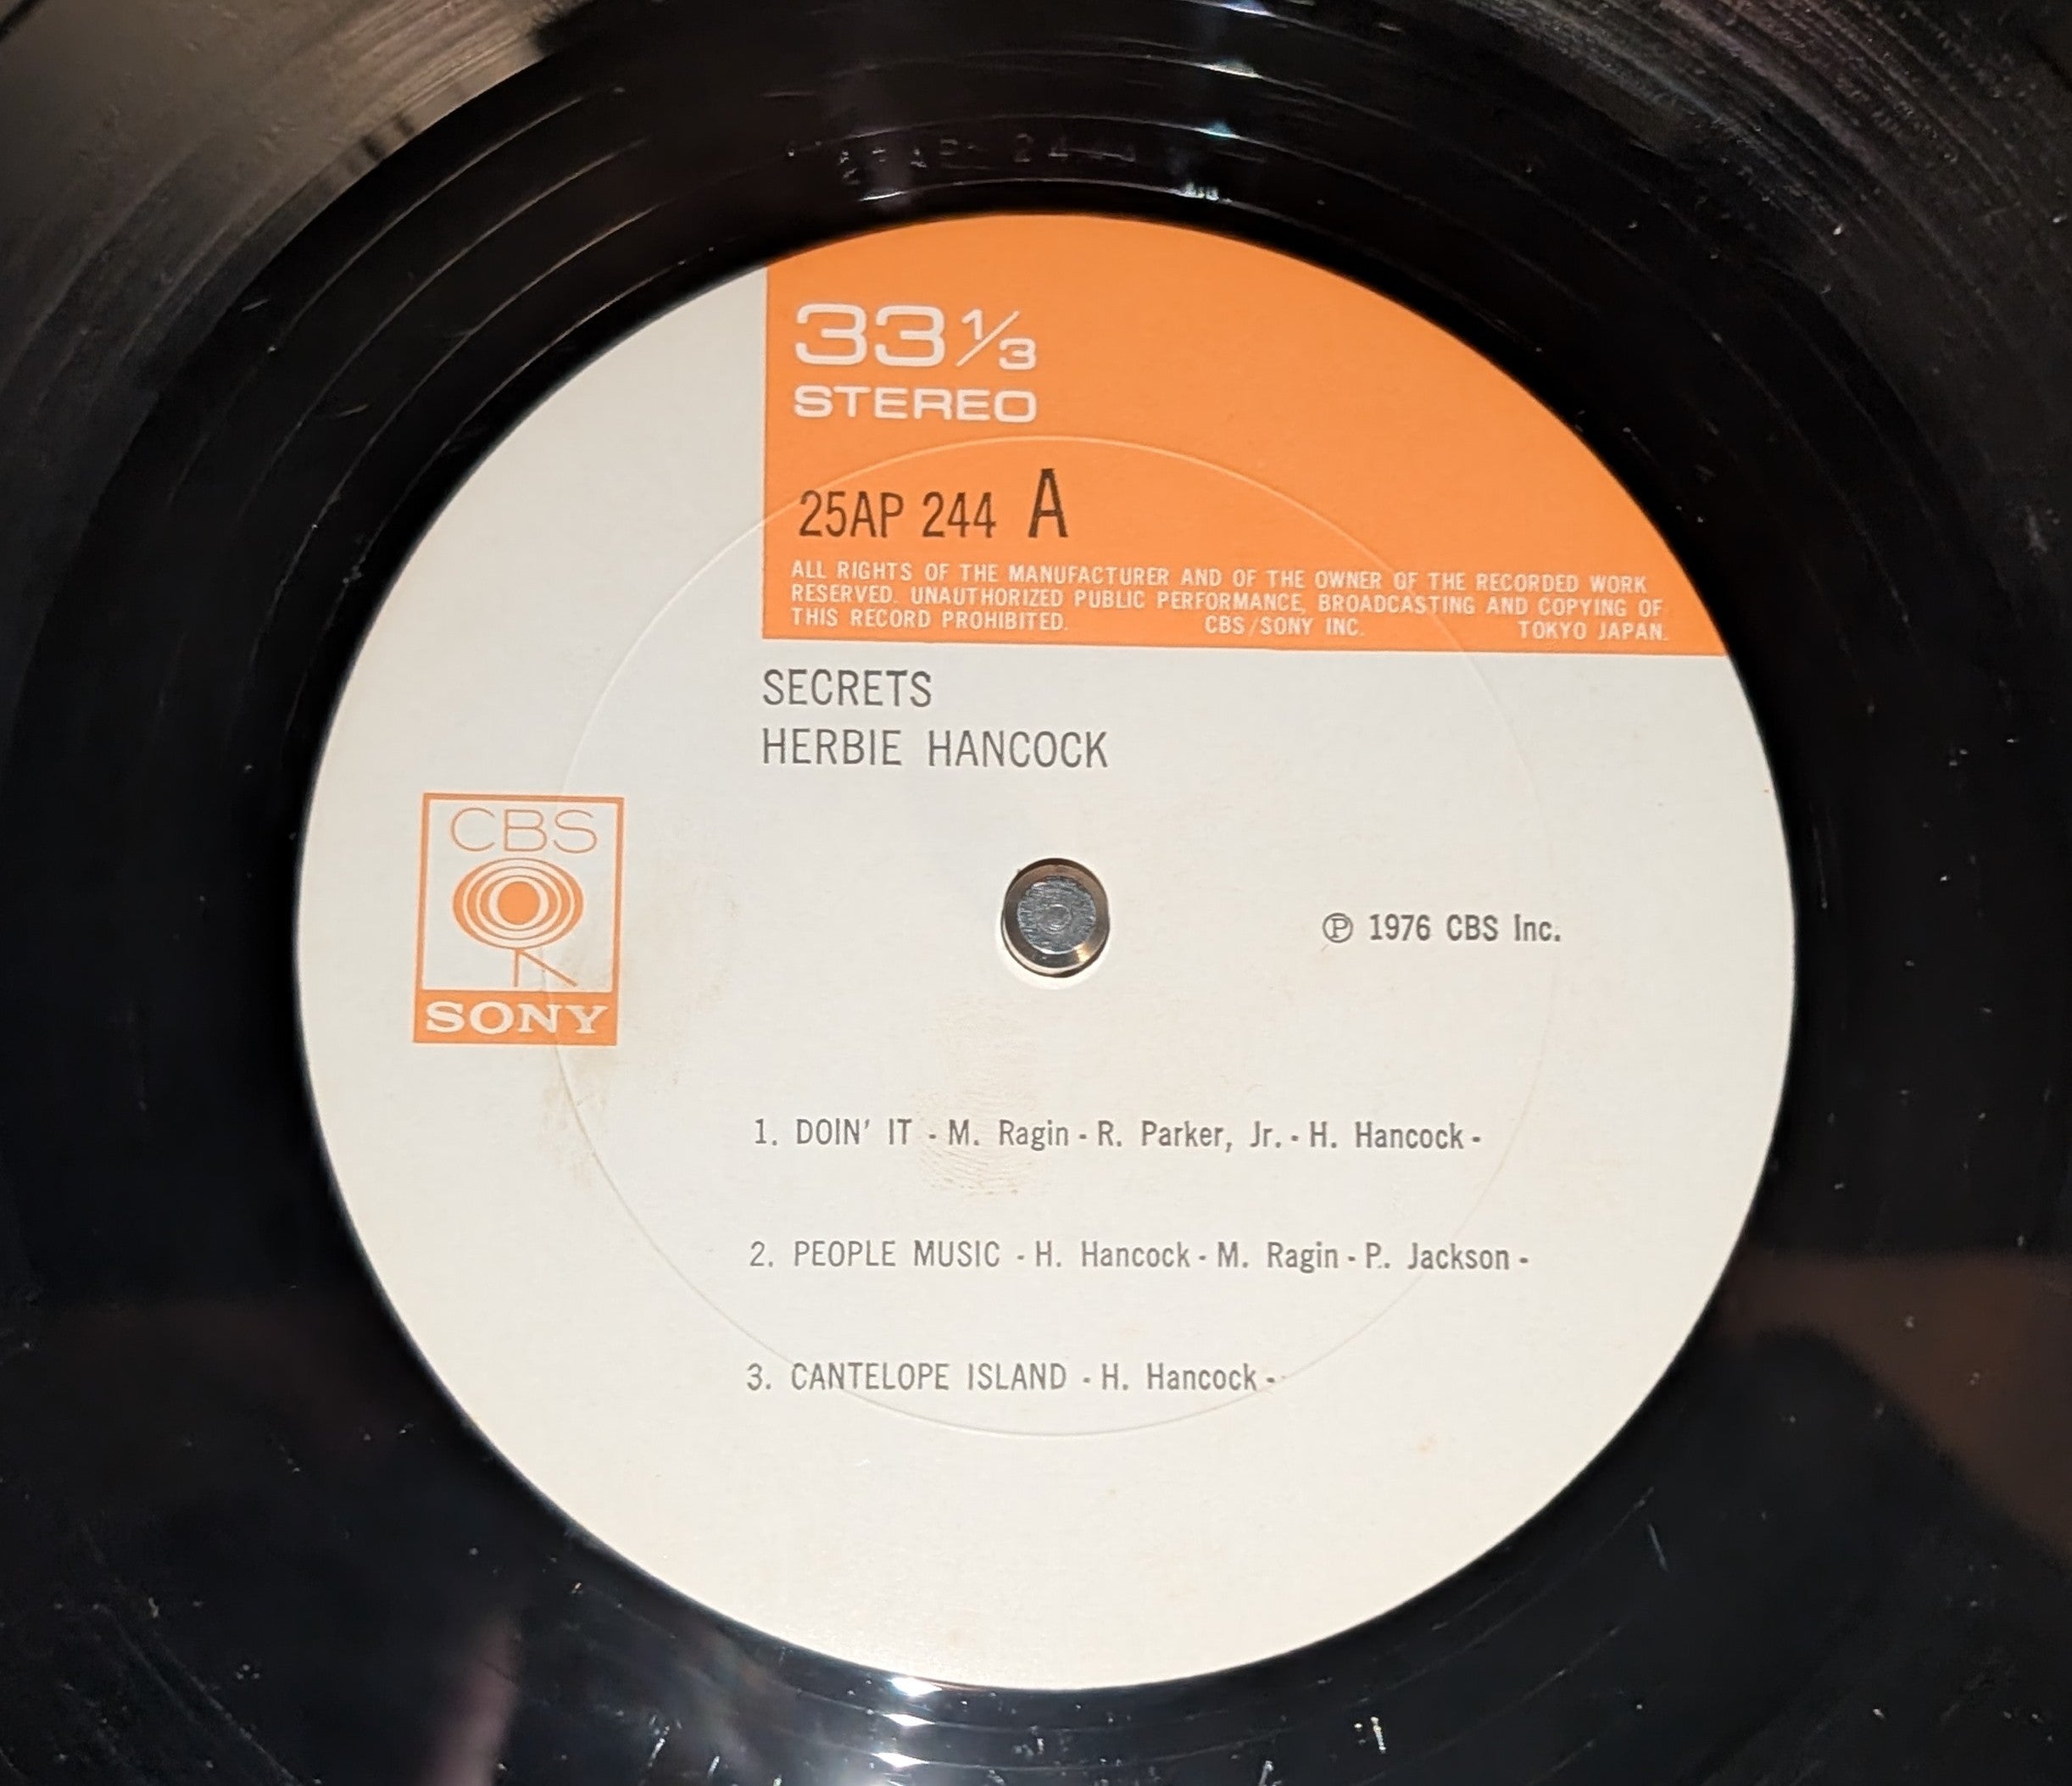 33 1/3
STEREO
25AP 244 A
ALL RIGHTS OF THE MANUFACTURER AND OF THE OWNER OF THE RECORDED WORK
RESERVED. UNAUTHORIZED PUBLIC PERFORMANCE, BROADCASTING AND COPYING OF
THIS RECORD PROHIBITED. CBS/SONY INC. TOKYO JAPAN.
SECRETS
HERBIE HANCOCK
CBS
SONY
℗ 1976 CBS Inc.
1. DOIN' IT - M. Ragin - R. Parker, Jr. - H. Hancock -
2. PEOPLE MUSIC - H. Hancock - M. Ragin - P. Jackson -
3. CANTELOPE ISLAND - H. Hancock -